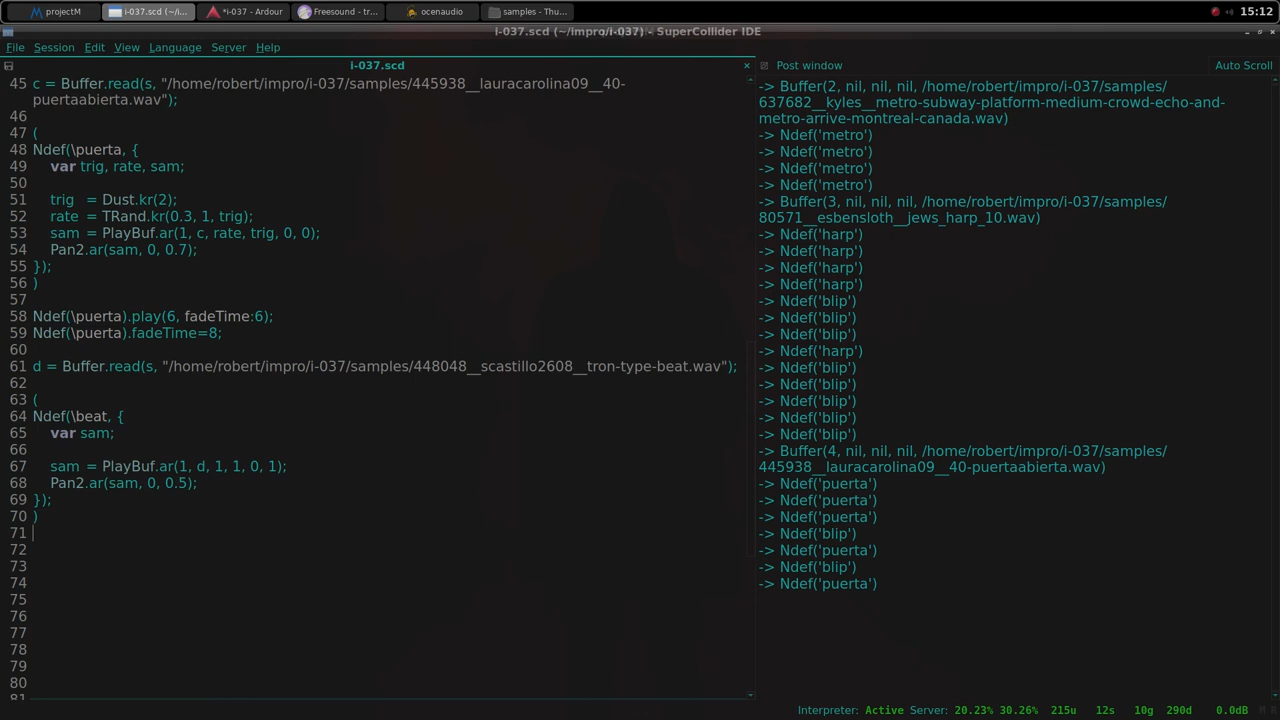 projectM
i-037.scd (~/i...
*i-037 - Ardour
Freesound - tr...
ocenaudio
samples - Thu...
15:12
i-037.scd (~/impro/i-037) - SuperCollider IDE
File Session Edit View Language Server Help
i-037.scd
45 c = Buffer.read(s, "/home/robert/impro/i-037/samples/445938__lauracarolina09__40-
puertaabierta.wav");
46
47 (
48 Ndef(\puerta, {
49 var trig, rate, sam;
50
51 trig = Dust.kr(2);
52 rate = TRand.kr(0.3, 1, trig);
53 sam = PlayBuf.ar(1, c, rate, trig, 0, 0);
54 Pan2.ar(sam, 0, 0.7);
55 });
56 )
57
58 Ndef(\puerta).play(6, fadeTime:6);
59 Ndef(\puerta).fadeTime=8;
60
61 d = Buffer.read(s, "/home/robert/impro/i-037/samples/448048__scastillo2608__tron-type-beat.wav");
62
63 (
64 Ndef(\beat, {
65 var sam;
66
67 sam = PlayBuf.ar(1, d, 1, 1, 0, 1);
68 Pan2.ar(sam, 0, 0.5);
69 });
70 )
71
72
73
74
75
76
77
78
79
80
81
Post window
Auto Scroll
-> Buffer(2, nil, nil, nil, /home/robert/impro/i-037/samples/
637682__kyles__metro-subway-platform-medium-crowd-echo-and-
metro-arrive-montreal-canada.wav)
-> Ndef('metro')
-> Ndef('metro')
-> Ndef('metro')
-> Ndef('metro')
-> Buffer(3, nil, nil, nil, /home/robert/impro/i-037/samples/
80571__esbensloth__jews_harp_10.wav)
-> Ndef('harp')
-> Ndef('harp')
-> Ndef('harp')
-> Ndef('harp')
-> Ndef('blip')
-> Ndef('blip')
-> Ndef('blip')
-> Ndef('harp')
-> Ndef('blip')
-> Ndef('blip')
-> Ndef('blip')
-> Ndef('blip')
-> Ndef('blip')
-> Buffer(4, nil, nil, nil, /home/robert/impro/i-037/samples/
445938__lauracarolina09__40-puertaabierta.wav)
-> Ndef('puerta')
-> Ndef('puerta')
-> Ndef('puerta')
-> Ndef('blip')
-> Ndef('puerta')
-> Ndef('blip')
-> Ndef('puerta')
Interpreter: Active Server: 20.23% 30.26% 215u 12s 10g 290d 0.0dB M R